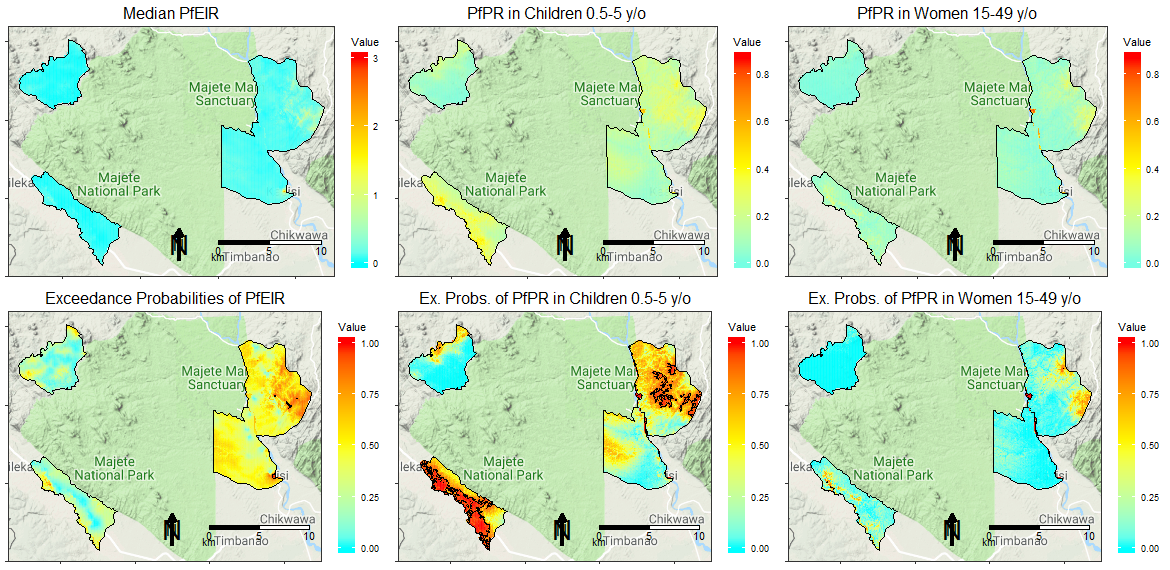 Median PfEIR
PfPR in Children 0.5-5 y/o
PfPR in Women 15-49 y/o
Value
3
2
1
0
Majete Mal
Sanctuary
Majete
National Park
ileka
isi
Chikwawa
0 5 10
km
Timbanao
N
Value
0.8
0.6
0.4
0.2
0.0
Majete Mal
Sanctuary
Majete
National Park
ileka
Chikwawa
0 5 10
km
Timbanao
N
Value
0.8
0.6
0.4
0.2
0.0
Majete Mal
Sanctuary
Majete
National Park
ileka
isi
Chikwawa
0 5 10
km
Timbanao
N
Exceedance Probabilities of PfEIR
Ex. Probs. of PfPR in Children 0.5-5 y/o
Ex. Probs. of PfPR in Women 15-49 y/o
Value
1.00
0.75
0.50
0.25
0.00
Majete Mal
Sanctuary
Majete
National Park
ileka
isi
Chikwawa
0 5 10
km
Timbanao
N
Value
1.00
0.75
0.50
0.25
0.00
Majete Mal
Sanctuary
Majete
National Park
ileka
isi
Chikwawa
0 5 10
km
Timbanao
N
Value
1.00
0.75
0.50
0.25
0.00
Majete Mal
Sanctuary
Majete
National Park
ileka
isi
Chikwawa
0 5 10
km
Timbanao
N